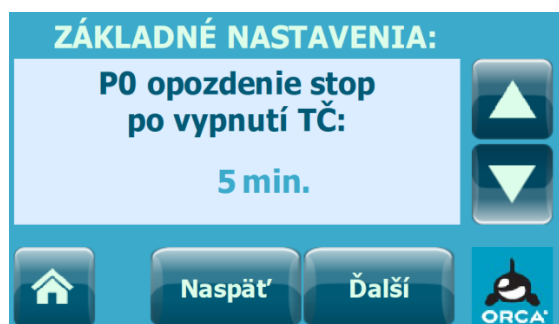 ZÁKLADNÉ NASTAVENIA:
P0 opozdenie stop
po vypnutí TČ:
5 min.
Naspäť
Ďalší
ORCA